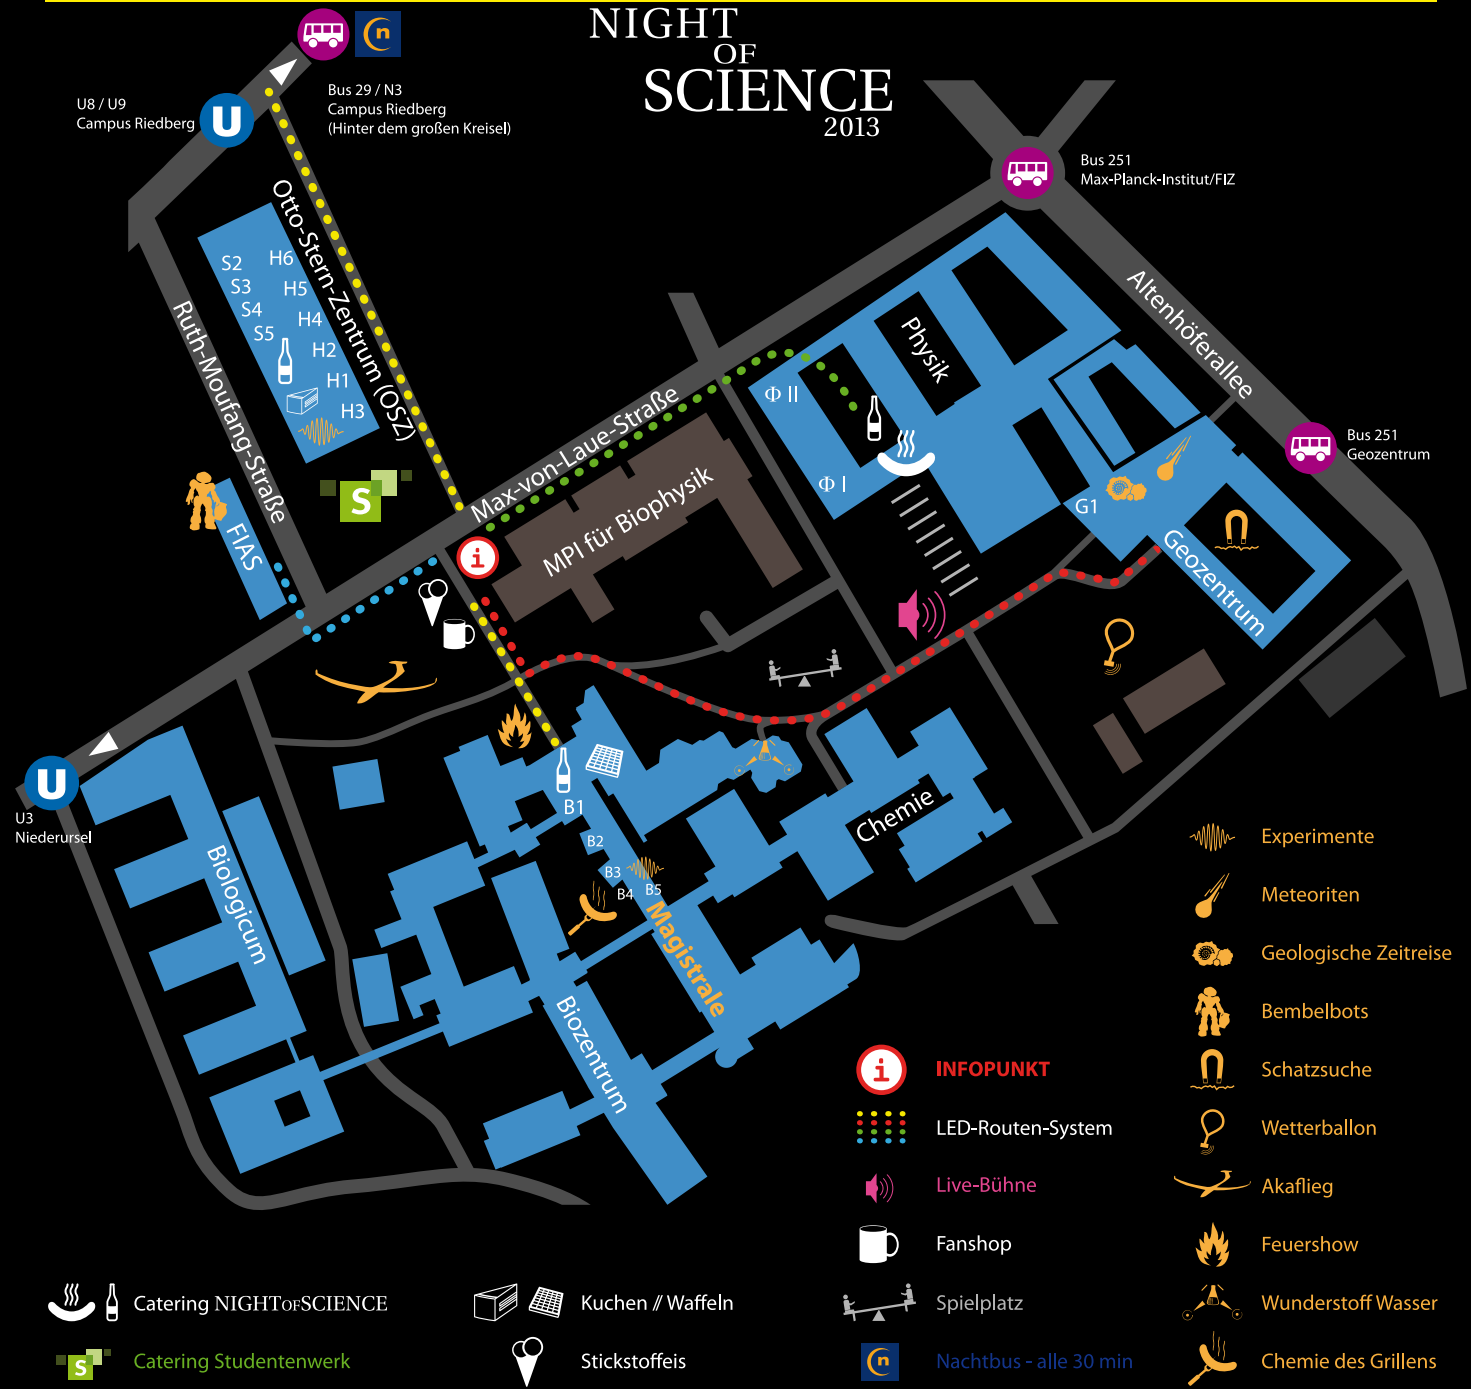 NIGHT
OF
SCIENCE
2013
n
U8 / U9
Campus Riedberg
U
Bus 29 / N3
Campus Riedberg
(Hinter dem großen Kreisel)
Bus 251
Max-Planck-Institut/FIZ
Otto-Stern-Zentrum (OSZ)
S2
H6
S3
H5
S4
H4
S5
H2
H1
H3
Ruth-Moufang-Straße
Altenhöferallee
Physik
Φ II
Φ I
Max-von-Laue-Straße
MPI für Biophysik
Bus 251
Geozentrum
S
FIAS
i
G1
Geozentrum
U
U3
Niederursel
B1
B2
B3
B4
B5
Chemie
Biologicum
Magistrale
Biozentrum
i
INFOPUNKT
LED-Routen-System
Live-Bühne
Fanshop
Spielplatz
n
Nachtbus - alle 30 min
Experimente
Meteoriten
Geologische Zeitreise
Bembelbots
Schatzsuche
Wetterballon
Akaflieg
Feuershow
Wunderstoff Wasser
Chemie des Grillens
Catering NIGHTOFSCIENCE
S
Catering Studentenwerk
Kuchen // Waffeln
Stickstoffeis